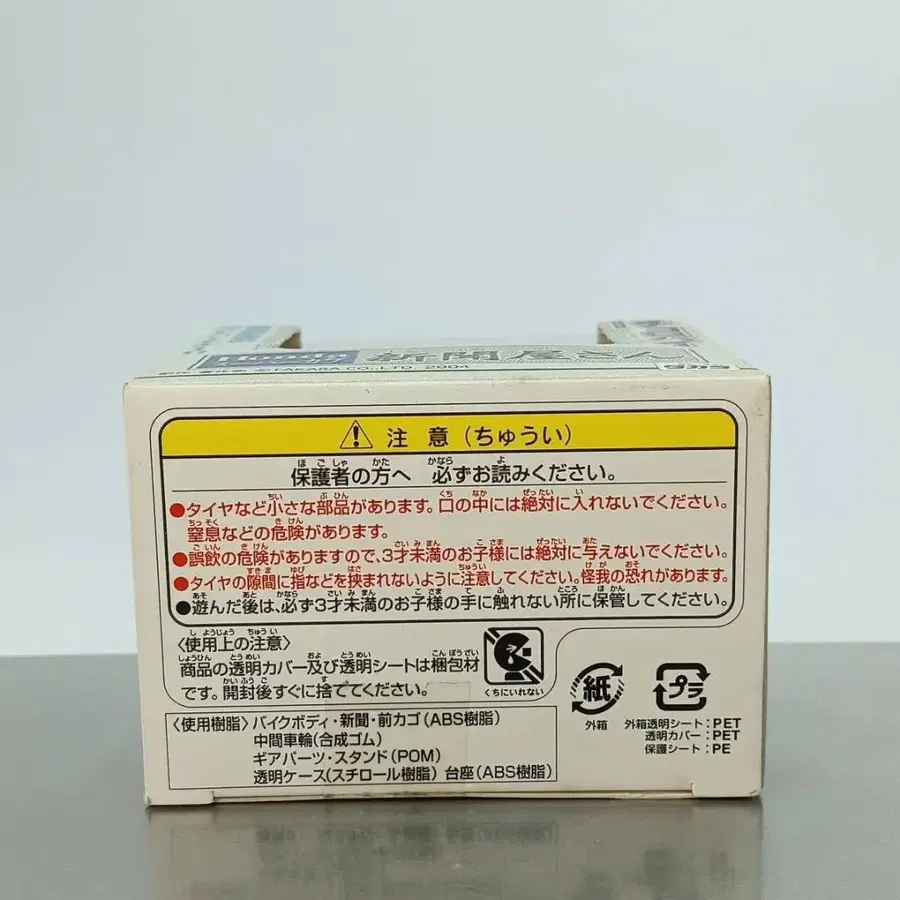 Honda
新聞屋さん
©TAKARA CO.,LTD. 2004
タカラ
注意(ちゅうい)
保護者の方へ 必ずお読みください。
●タイヤなど小さな部品があります。口の中には絶対に入れないでください。
窒息などの危険があります。
●誤飲の危険がありますので、3才未満のお子様には絶対に与えないでください。
●タイヤの隙間に指などを挟まれないように注意してください。怪我の恐れがあります。
●遊んだ後は、必ず3才未満のお子様の手に触れない所に保管してください。
〈使用上の注意〉
商品の透明カバー及び透明シートは梱包材
です。開封後すぐに捨ててください。
くちにいれない
紙
外箱
プラ
外箱透明シート:PET
透明カバー:PET
保護シート:PE
〈使用樹脂〉バイクボディ・新聞・前カゴ(ABS樹脂)
中間車輪(合成ゴム)
ギアパーツ・スタンド(POM)
透明ケース(スチロール樹脂) 台座(ABS樹脂)